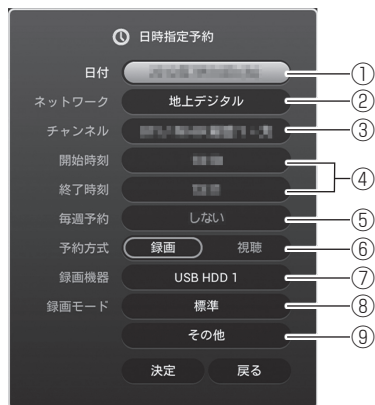 日時指定予約
日付 ①
ネットワーク 地上デジタル ②
チャンネル ③
開始時刻
④
終了時刻
毎週予約 しない ⑤
予約方式 録画 視聴 ⑥
録画機器 USB HDD 1 ⑦
録画モード 標準 ⑧
その他 ⑨
決定 戻る